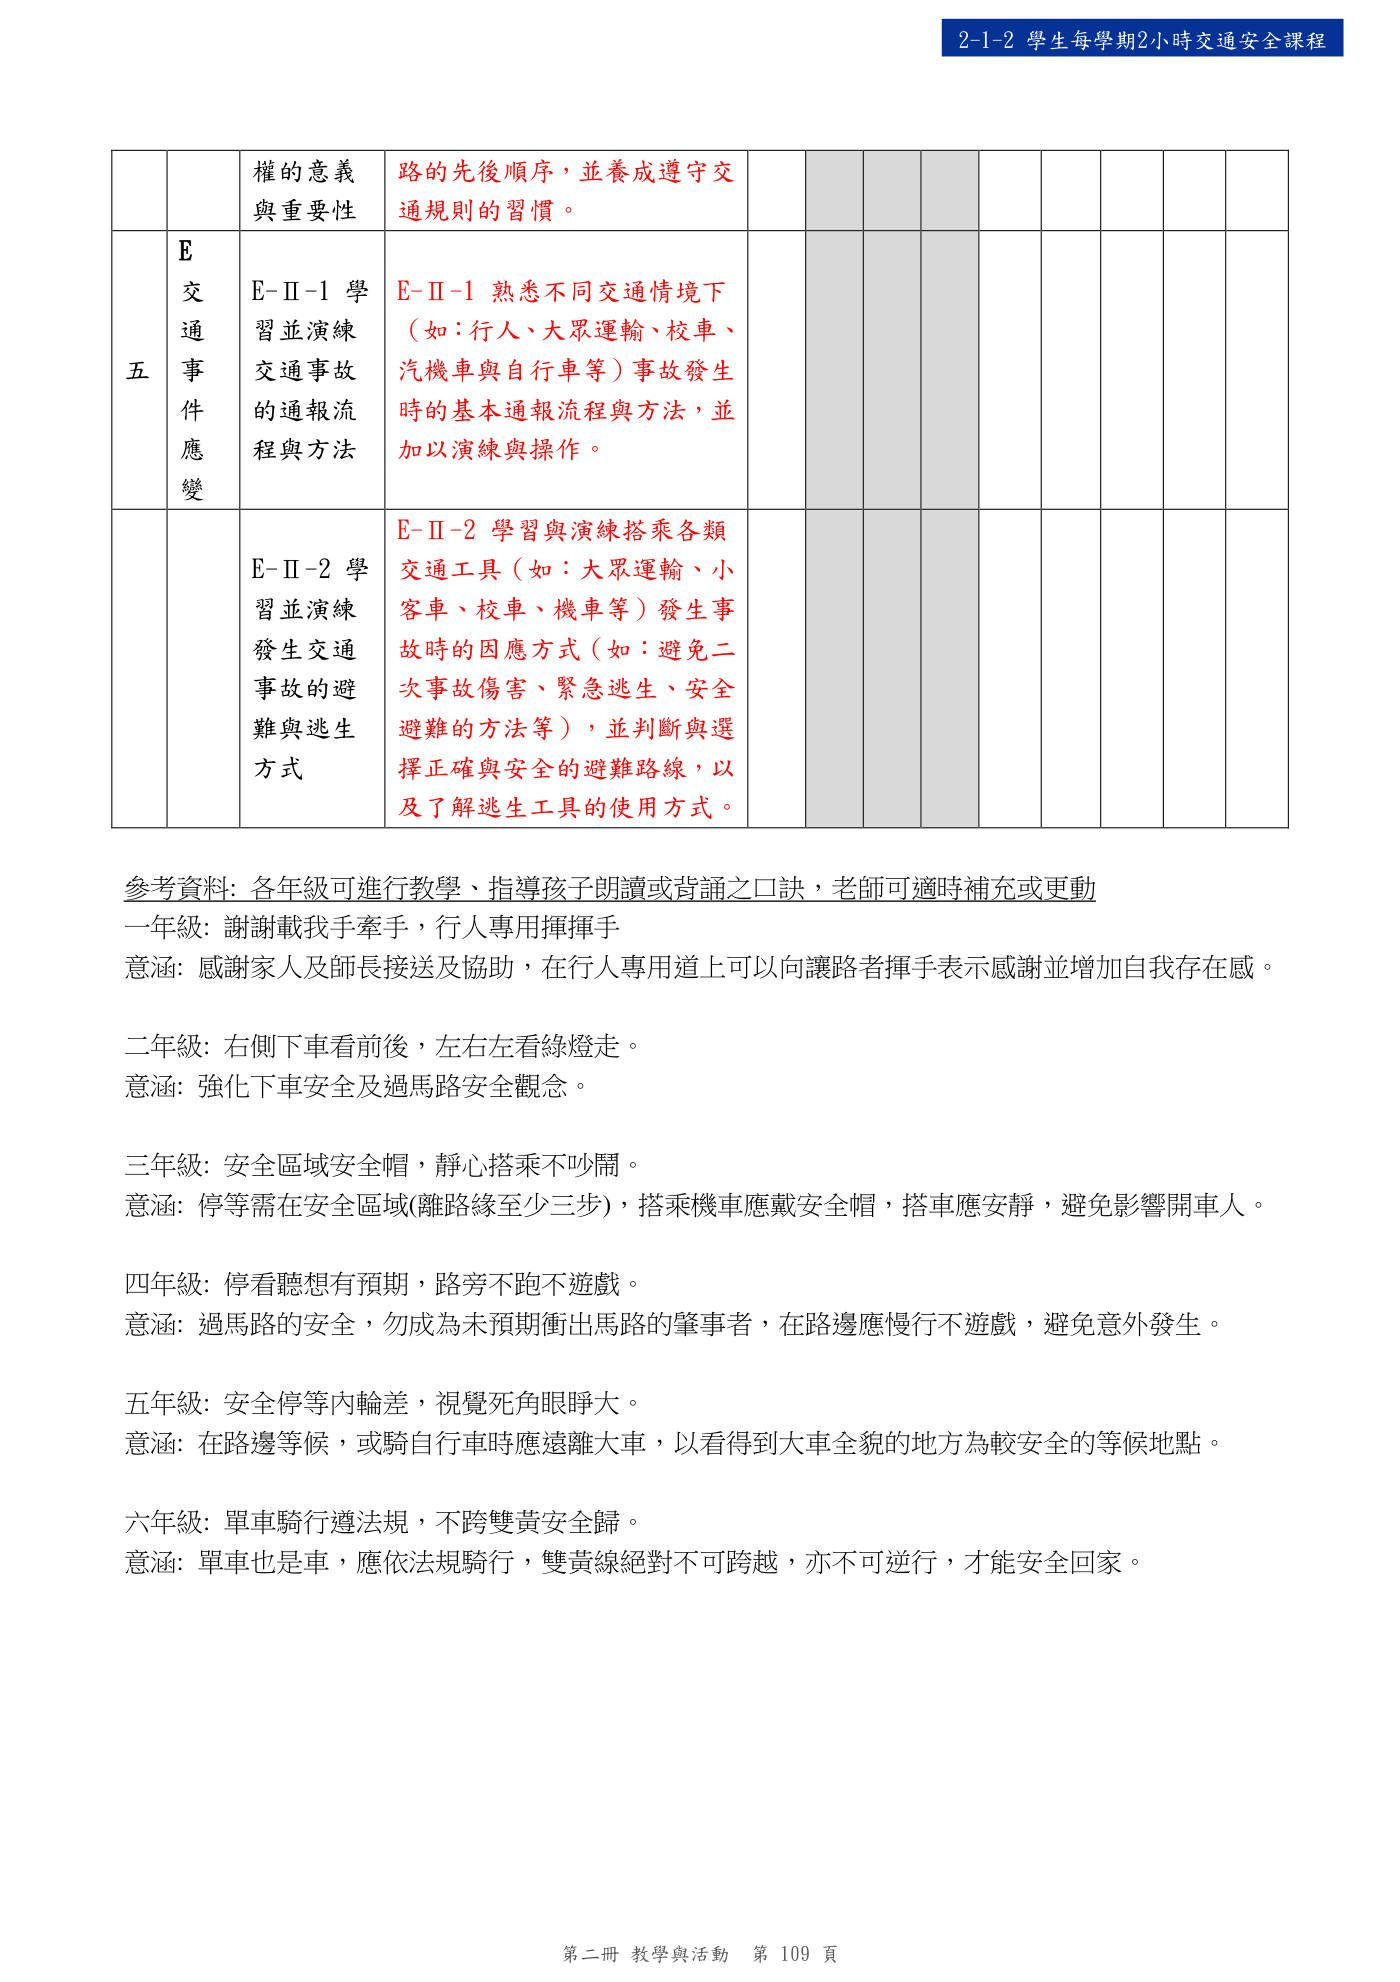 2-1-2 學生每學期2小時交通安全課程
權的意義
與重要性
路的先後順序，並養成遵守交
通規則的習慣。
五
E
交
通
事
件
應
變
E-Ⅱ-1 學
習並演練
交通事故
的通報流
程與方法
E-Ⅱ-1 熟悉不同交通情境下
（如：行人、大眾運輸、校車、
汽機車與自行車等）事故發生
時的基本通報流程與方法，並
加以演練與操作。
E-Ⅱ-2 學
習並演練
發生交通
事故的避
難與逃生
方式
E-Ⅱ-2 學習與演練搭乘各類
交通工具（如：大眾運輸、小
客車、校車、機車等）發生事
故時的因應方式（如：避免二
次事故傷害、緊急逃生、安全
避難的方法等），並判斷與選
擇正確與安全的避難路線，以
及了解逃生工具的使用方式。
參考資料: 各年級可進行教學、指導孩子朗讀或背誦之口訣，老師可適時補充或更動
一年級: 謝謝載我手牽手，行人專用揮揮手
意涵: 感謝家人及師長接送及協助，在行人專用道上可以向讓路者揮手表示感謝並增加自我存在感。
二年級: 右側下車看前後，左右左看綠燈走。
意涵: 強化下車安全及過馬路安全觀念。
三年級: 安全區域安全帽，靜心搭乘不吵鬧。
意涵: 停等需在安全區域(離路緣至少三步)，搭乘機車應戴安全帽，搭車應安靜，避免影響開車人。
四年級: 停看聽想有預期，路旁不跑不遊戲。
意涵: 過馬路的安全，勿成為未預期衝出馬路的肇事者，在路邊應慢行不遊戲，避免意外發生。
五年級: 安全停等內輪差，視覺死角眼睜大。
意涵: 在路邊等候，或騎自行車時應遠離大車，以看得到大車全貌的地方為較安全的等候地點。
六年級: 單車騎行遵法規，不跨雙黃安全歸。
意涵: 單車也是車，應依法規騎行，雙黃線絕對不可跨越，亦不可逆行，才能安全回家。
第二冊 教學與活動 第 109 頁